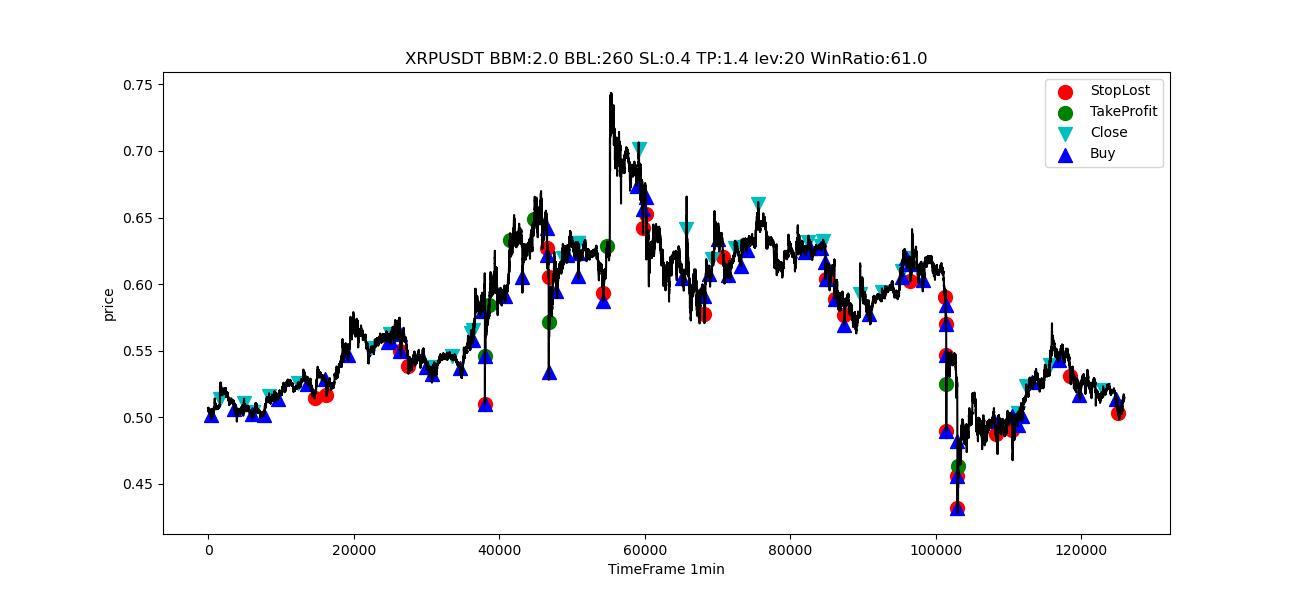 XRPUSDT BBM:2.0 BBL:260 SL:0.4 TP:1.4 lev:20 WinRatio:61.0
StopLost
TakeProfit
Close
Buy
price
0.75
0.70
0.65
0.60
0.55
0.50
0.45
0 20000 40000 60000 80000 100000 120000
TimeFrame 1min